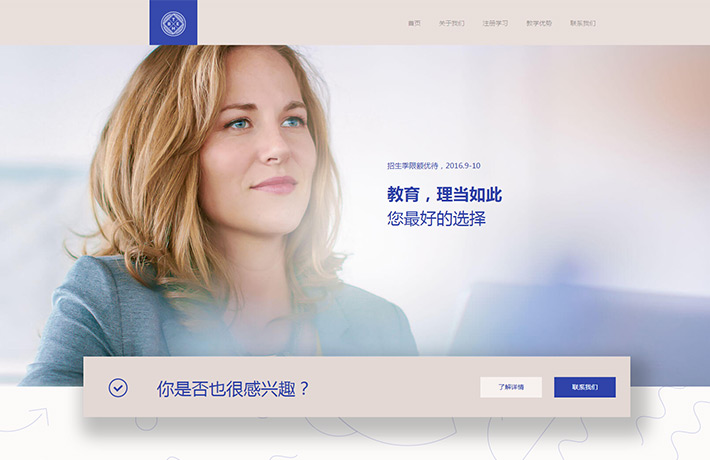 首页 关于我们 注册学习 教学优势 联系我们
招生季限额优待，2016.9-10
教育，理当如此
您最好的选择
你是否也很感兴趣？
了解详情 联系我们